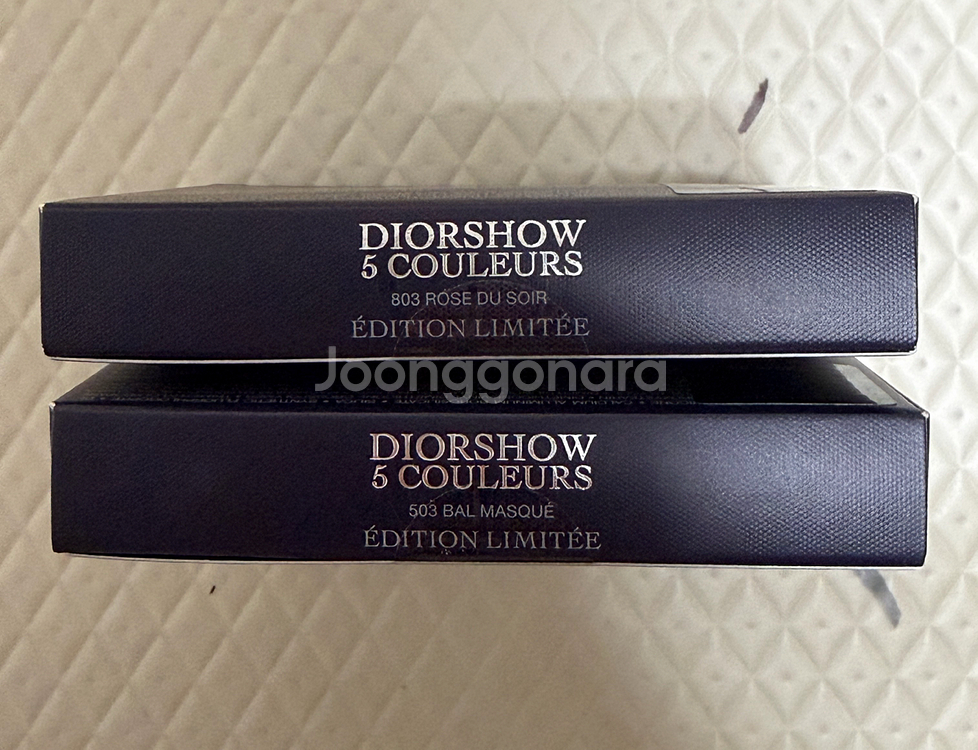 DIORSHOW
5 COULEURS
803 ROSE DU SOIR
ÉDITION LIMITÉE
Joonggonara
DIORSHOW
5 COULEURS
503 BAL MASQUÉ
ÉDITION LIMITÉE